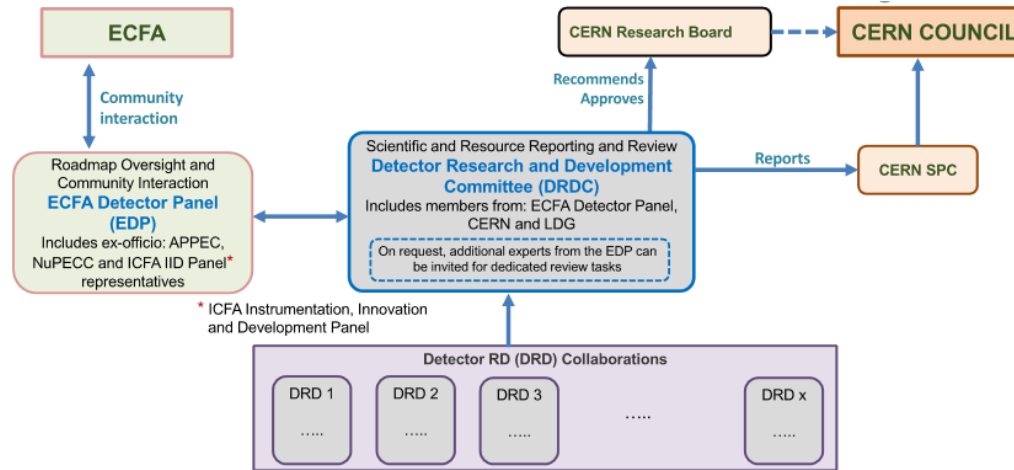 ECFA
CERN Research Board
CERN COUNCIL
Community
interaction
Recommends
Approves
Roadmap Oversight and
Community Interaction
ECFA Detector Panel
(EDP)
Includes ex-officio: APPEC,
NuPECC and ICFA IID Panel*
representatives
Scientific and Resource Reporting and Review
Detector Research and Development
Committee (DRDC)
Includes members from: ECFA Detector Panel,
CERN and LDG
On request, additional experts from the EDP can
be invited for dedicated review tasks
Reports
CERN SPC
* ICFA Instrumentation, Innovation
and Development Panel
Detector RD (DRD) Collaborations
DRD 1
.....
DRD 2
.....
DRD 3
.....
.....
DRD x
.....